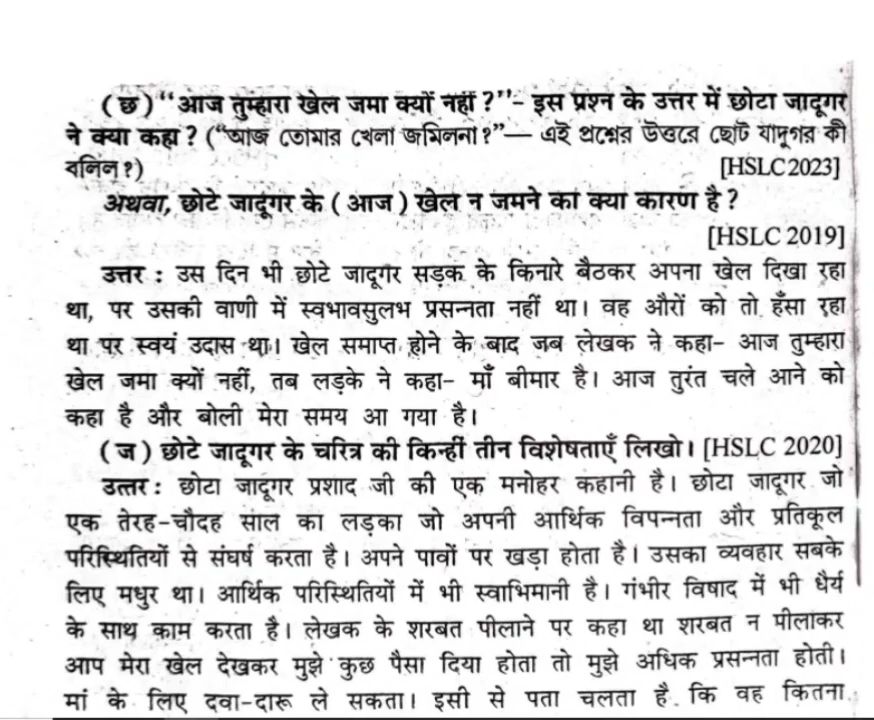 (छ) "आज तुम्हारा खेल जमा क्यों नहीं ?"- इस प्रश्न के उत्तर में छोटा जादूगर
ने क्या कहा ? ("আজ তোমাৰ খেলা জমিলনা ?"— এই প্ৰশ্নেৰ উত্তৰে ছোট যাদুগৰ কী
বলিল ?) [HSLC 2023]
अथवा, छोटे जादूगर के ( आज ) खेल न जमने का क्या कारण है ?
[HSLC 2019]
उत्तर : उस दिन भी छोटे जादूगर सड़क के किनारे बैठकर अपना खेल दिखा रहा
था, पर उसकी वाणी में स्वभावसुलभ प्रसन्नता नहीं था। वह औरों को तो हँसा रहा
था पर स्वयं उदास था। खेल समाप्त होने के बाद जब लेखक ने कहा- आज तुम्हारा
खेल जमा क्यों नहीं, तब लड़के ने कहा- माँ बीमार है। आज तुरंत चले आने को
कहा है और बोली मेरा समय आ गया है।
(ज) छोटे जादूगर के चरित्र की किन्हीं तीन विशेषताएँ लिखो। [HSLC 2020]
उत्तर : छोटा जादूगर प्रशाद जी की एक मनोहर कहानी है। छोटा जादूगर जो
एक तेरह-चौदह साल का लड़का जो अपनी आर्थिक विपन्नता और प्रतिकूल
परिस्थितियों से संघर्ष करता है। अपने पावों पर खड़ा होता है। उसका व्यवहार सबके
लिए मधुर था। आर्थिक परिस्थितियों में भी स्वाभिमानी है। गंभीर विषाद में भी धैर्य
के साथ काम करता है। लेखक के शरबत पीलाने पर कहा था शरबत न पीलाकर
आप मेरा खेल देखकर मुझे कुछ पैसा दिया होता तो मुझे अधिक प्रसन्नता होती।
मां के लिए दवा-दारू ले सकता। इसी से पता चलता है कि वह कितना